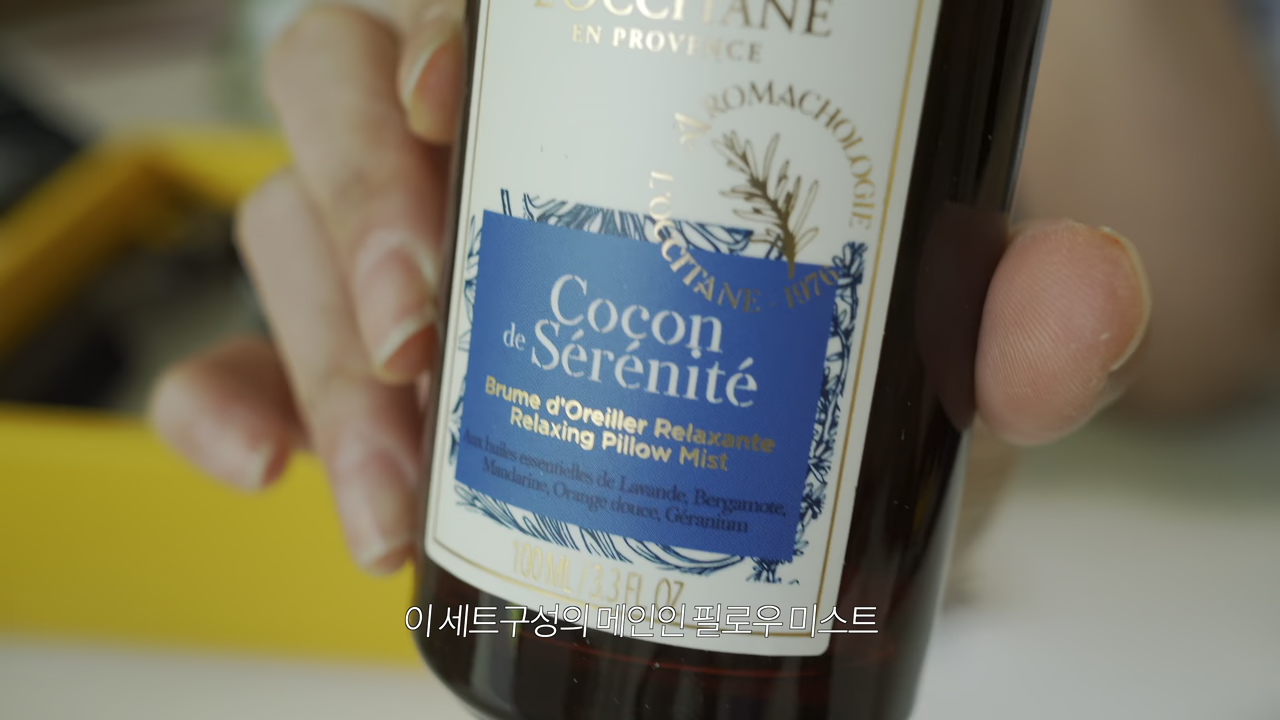 L'OCCITANE
EN PROVENCE
AROMACHOLOGIE
L'OCCITANE · 1976
Cocon
de Sérénité
Brume d'Oreiller Relaxante
Relaxing Pillow Mist
Aux huiles essentielles de Lavande, Bergamote,
Mandarine, Orange douce, Géranium
100 ML / 3.3 FL OZ
이 세트구성의 메인인 필로우 미스트